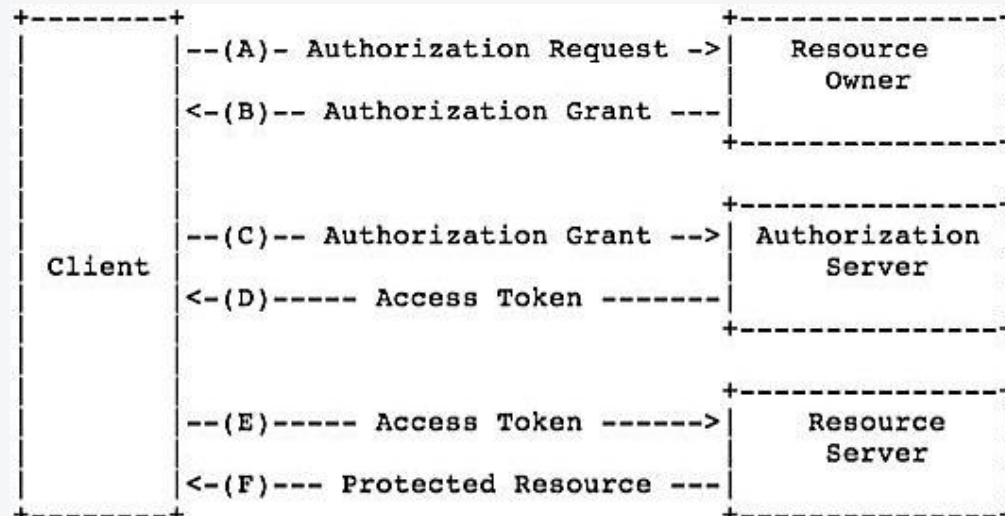 +--------+                               +---------------
|        |--(A)- Authorization Request ->|   Resource
|        |                               |     Owner
|        |<-(B)-- Authorization Grant ---|
|        |                               +---------------
|        |
|        |                               +---------------
|        |--(C)-- Authorization Grant -->| Authorization
| Client |                               |     Server
|        |<-(D)----- Access Token -------|
|        |                               +---------------
|        |
|        |                               +---------------
|        |--(E)----- Access Token ------>|    Resource
|        |                               |     Server
|        |<-(F)--- Protected Resource ---|
+--------+                               +---------------